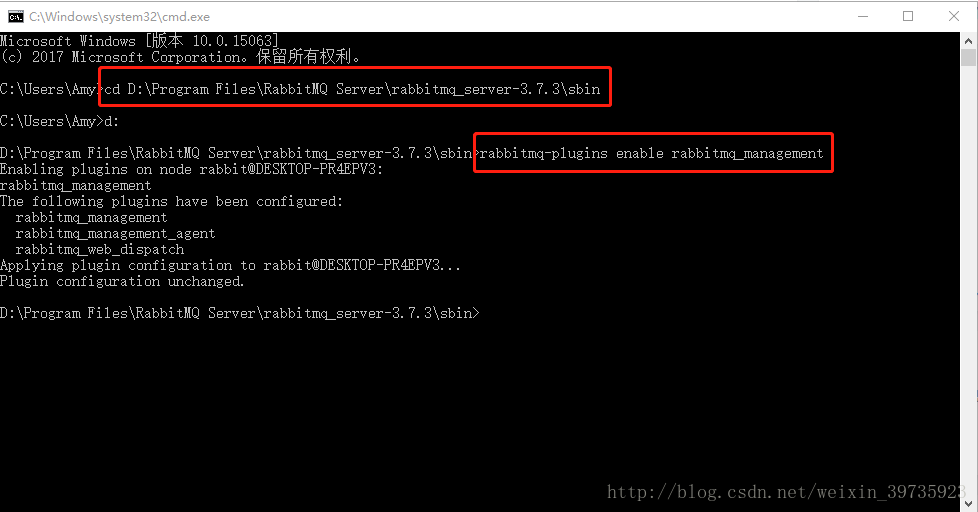 C:\Windows\system32\cmd.exe
Microsoft Windows [版本 10.0.15063]
(c) 2017 Microsoft Corporation。保留所有权利。
C:\Users\Amy>cd D:\Program Files\RabbitMQ Server\rabbitmq_server-3.7.3\sbin
C:\Users\Amy>d:
D:\Program Files\RabbitMQ Server\rabbitmq_server-3.7.3\sbin>rabbitmq-plugins enable rabbitmq_management
Enabling plugins on node rabbit@DESKTOP-PR4EPV3:
rabbitmq_management
The following plugins have been configured:
  rabbitmq_management
  rabbitmq_management_agent
  rabbitmq_web_dispatch
Applying plugin configuration to rabbit@DESKTOP-PR4EPV3...
Plugin configuration unchanged.
D:\Program Files\RabbitMQ Server\rabbitmq_server-3.7.3\sbin>
http://blog.csdn.net/weixin_39735923